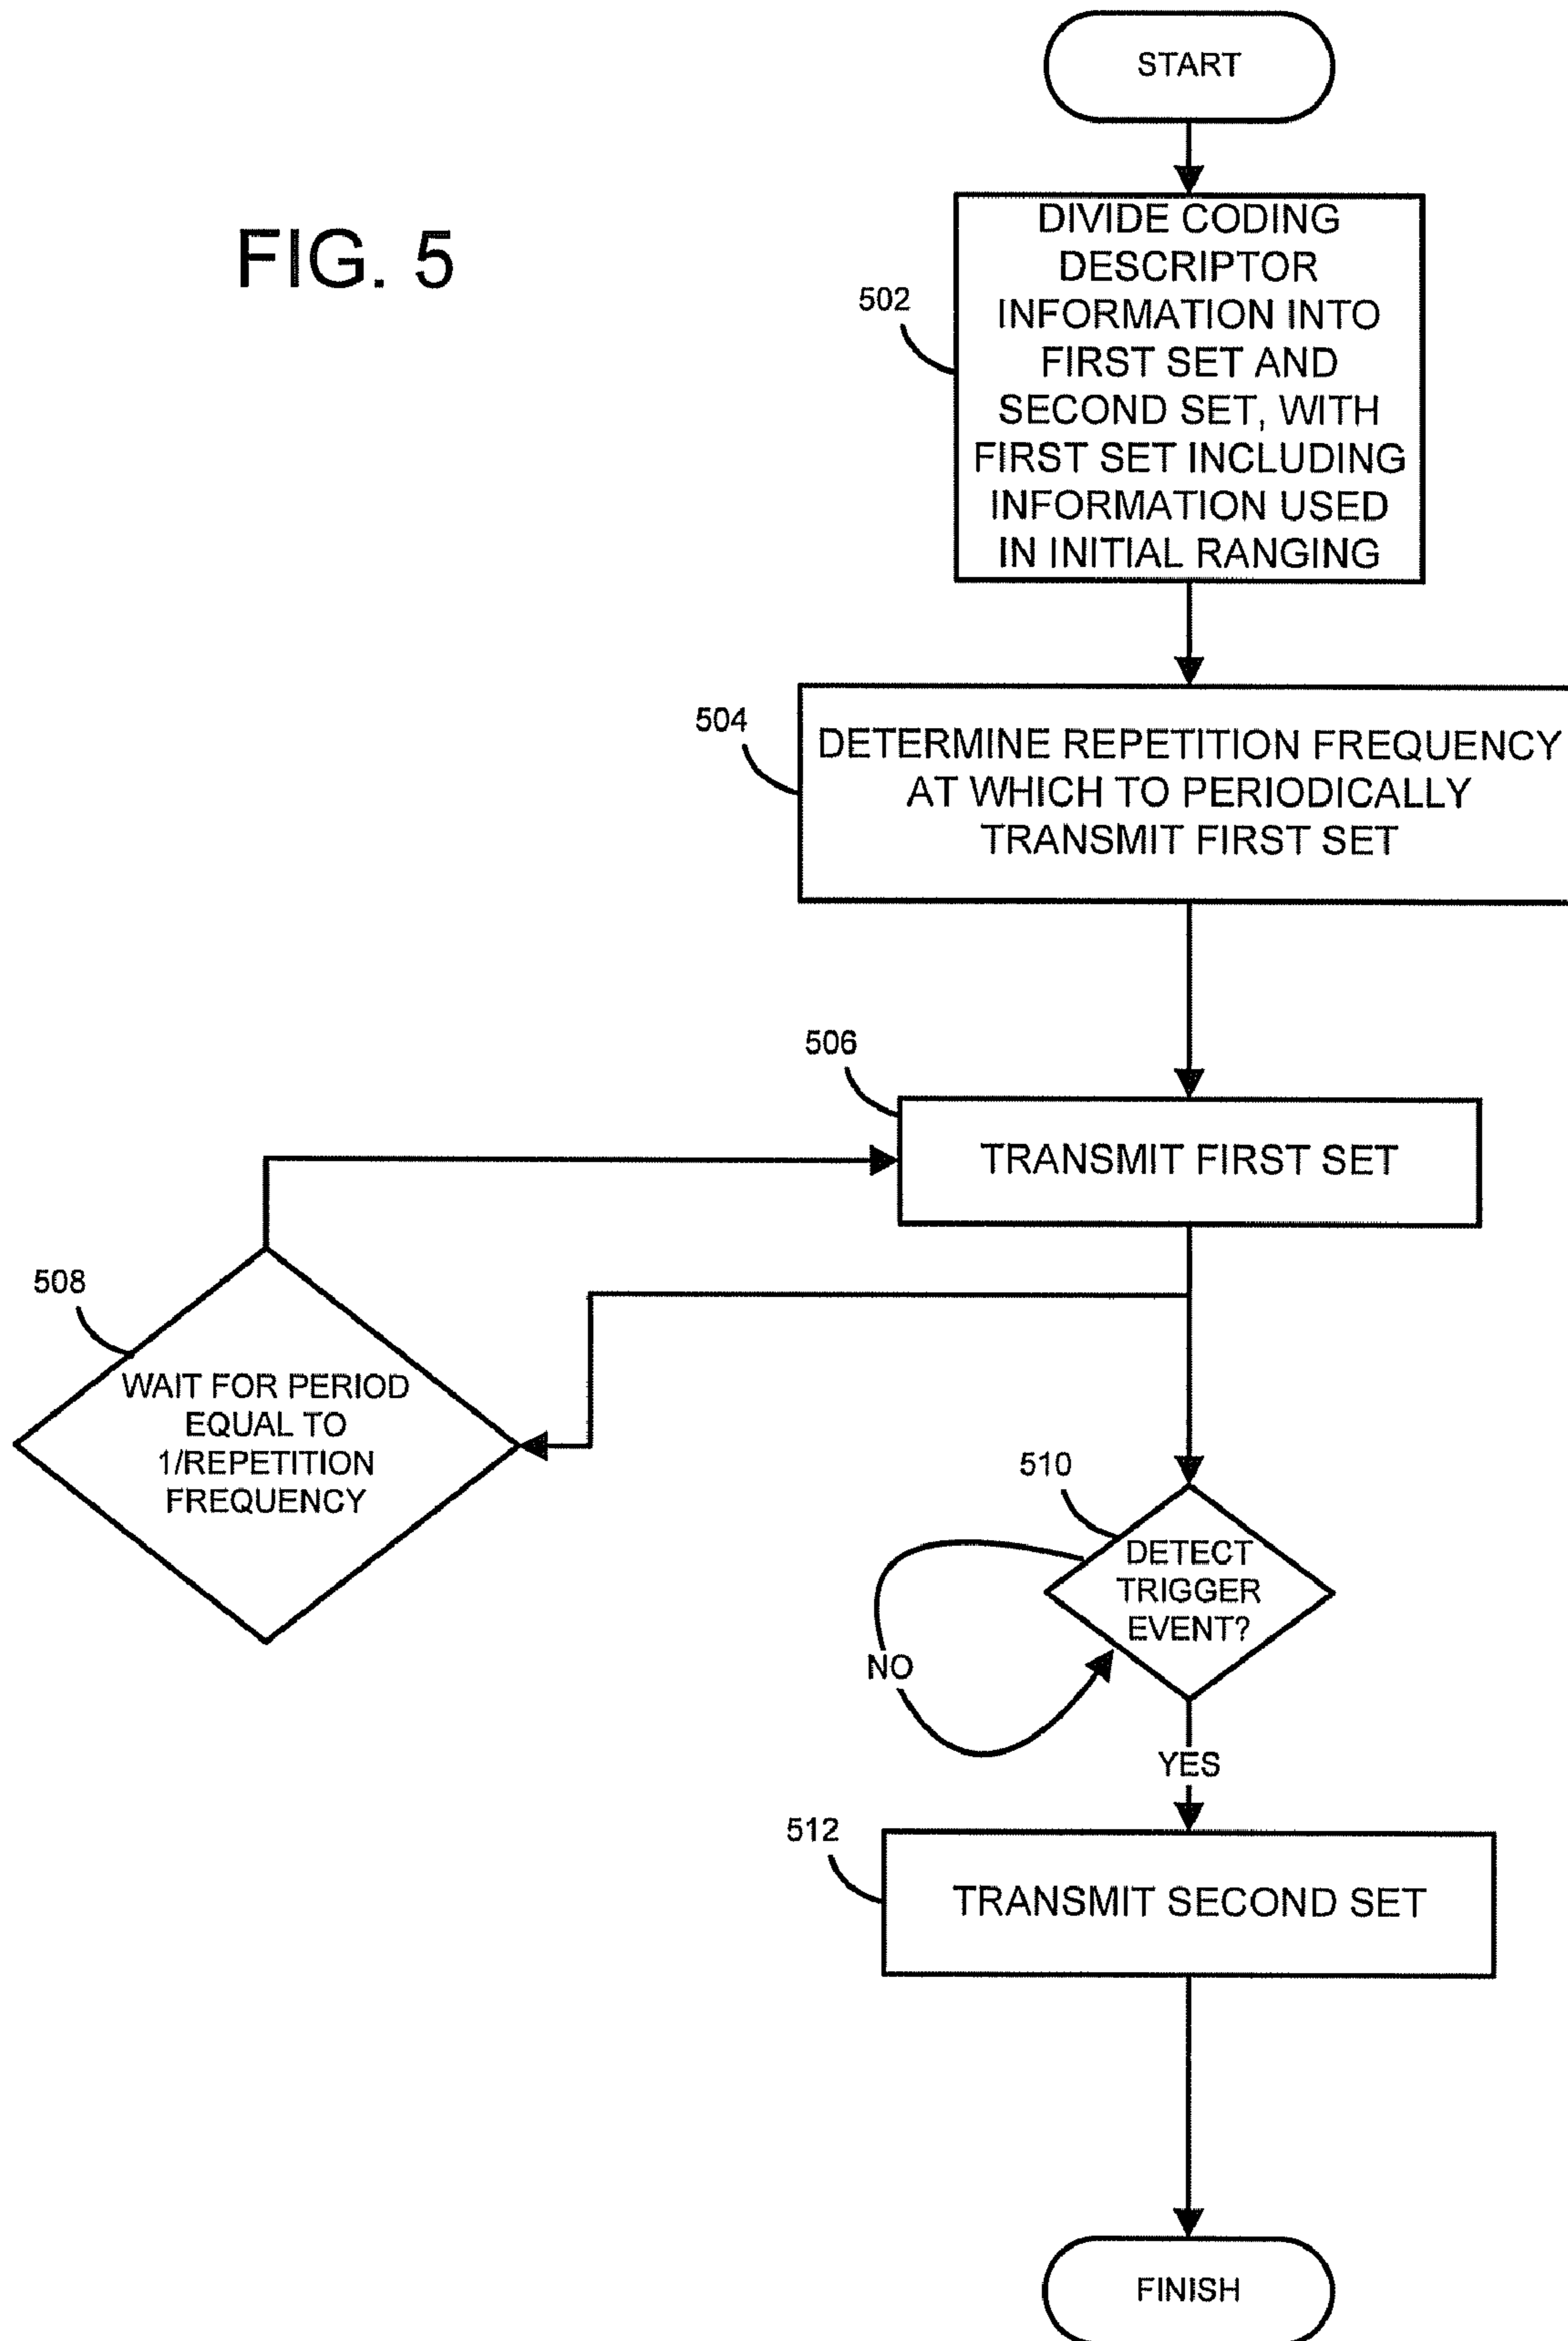 START
FIG. 5
502
DIVIDE CODING
DESCRIPTOR
INFORMATION INTO
FIRST SET AND
SECOND SET, WITH
FIRST SET INCLUDING
INFORMATION USED
IN INITIAL RANGING
504
DETERMINE REPETITION FREQUENCY
AT WHICH TO PERIODICALLY
TRANSMIT FIRST SET
506
TRANSMIT FIRST SET
508
WAIT FOR PERIOD
EQUAL TO
1/REPETITION
FREQUENCY
510
DETECT
TRIGGER
EVENT?
NO
YES
512
TRANSMIT SECOND SET
FINISH